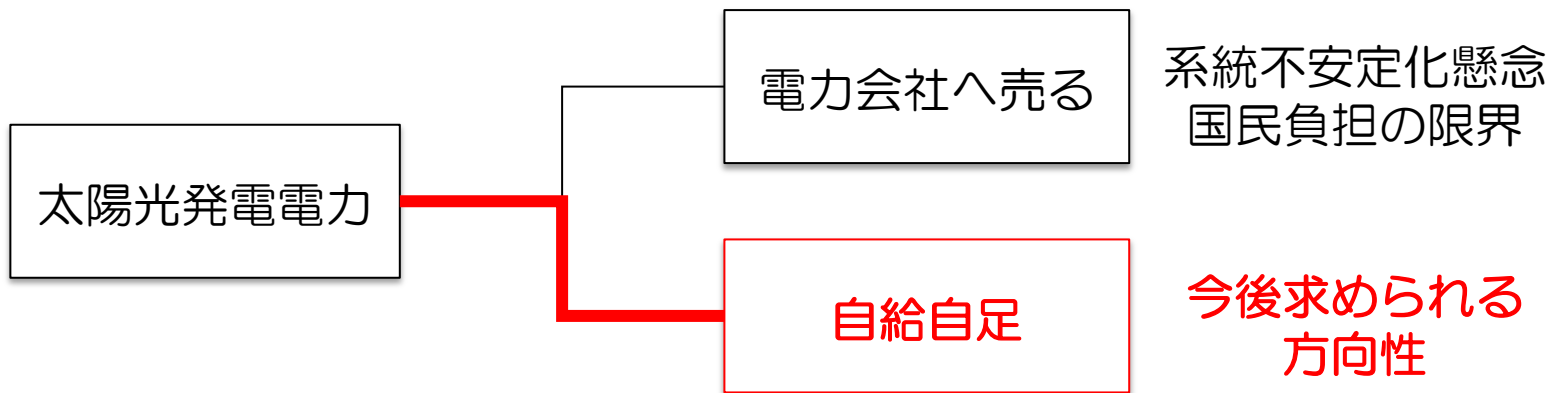 太陽光発電電力
電力会社へ売る
系統不安定化懸念
国民負担の限界
自給自足
今後求められる
方向性